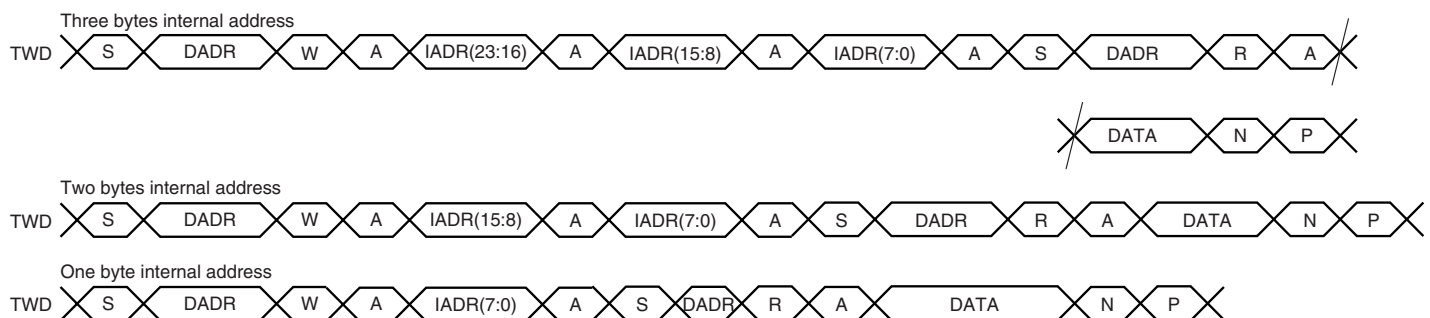 Three bytes internal address
TWD S DADR W A IADR(23:16) A IADR(15:8) A IADR(7:0) A S DADR R A
DATA N P
Two bytes internal address
TWD S DADR W A IADR(15:8) A IADR(7:0) A S DADR R A DATA N P
One byte internal address
TWD S DADR W A IADR(7:0) A S DADR R A DATA N P